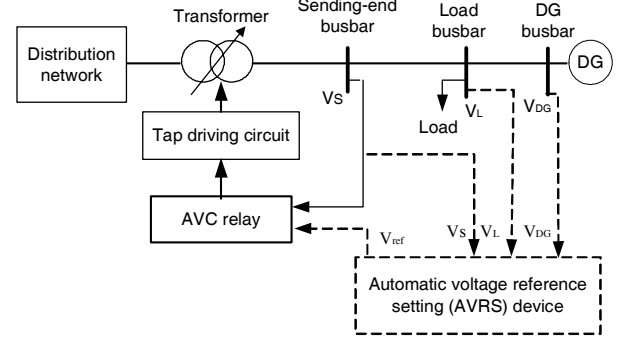 Sending-end
busbar
Transformer
Load
busbar
DG
busbar
Distribution
network
DG
VS
VL
VDG
Load
Tap driving circuit
AVC relay
Vref
VS
VL
VDG
Automatic voltage reference
setting (AVRS) device